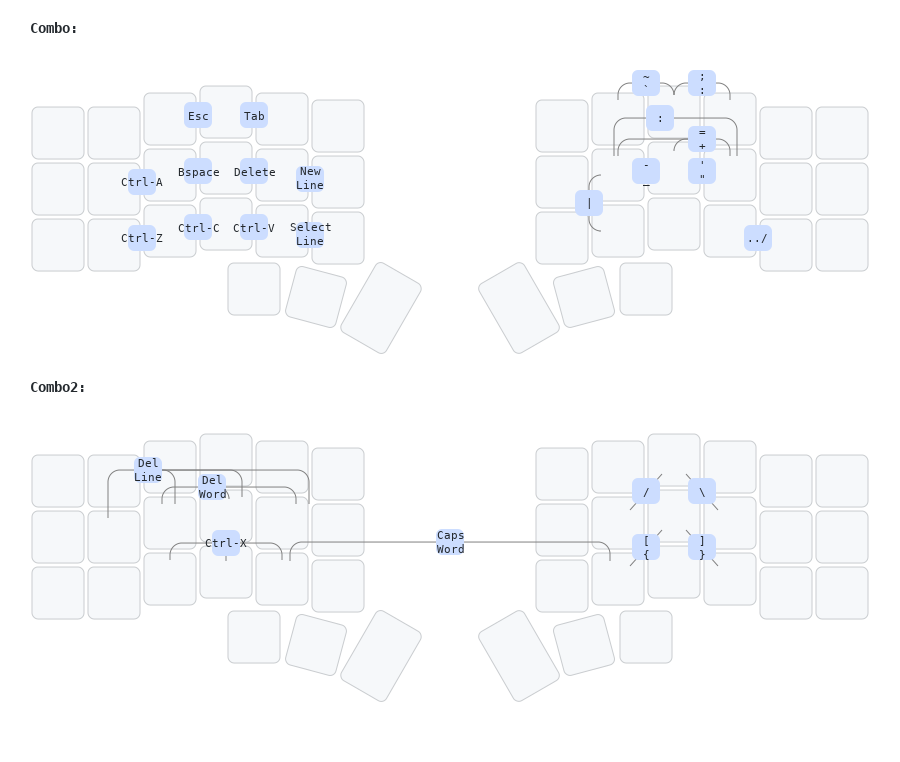 Combo:
~
`
;
:
Esc
Tab
:
=
+
Ctrl-A
Bspace
Delete
New
Line
-
_
'
"
|
Ctrl-Z
Ctrl-C
Ctrl-V
Select
Line
../
Combo2:
Del
Line
Del
Word
/
\
Ctrl-X
Caps
Word
[
{
]
}